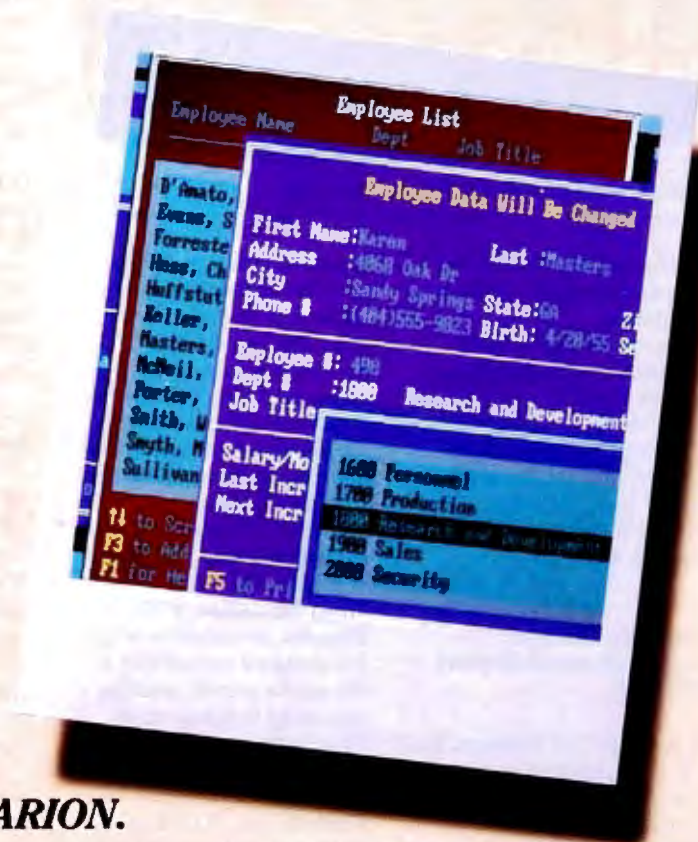 Employee List
Employee Name Dept Job Title
D'Amato,
Evans, S
Forreste
Hess, Ch
Huffstut
Keller,
Masters,
McNeil,
Porter,
Smith, W
Smyth, M
Sullivan
↑↓ to Scr
F3 to Add
F1 for He
Employee Data Will Be Changed
First Name:Karen Last :Masters
Address :4868 Oak Dr
City :Sandy Springs State:GA Zi
Phone # :(404)555-9823 Birth: 4/20/55 Se
Employee #: 490
Dept # :1800 Research and Development
Job Title
Salary/Mo
Last Incr
Next Incr
F5 to Pri
1600 Personnel
1700 Production
1800 Research and Development
1900 Sales
2000 Security
ARION.